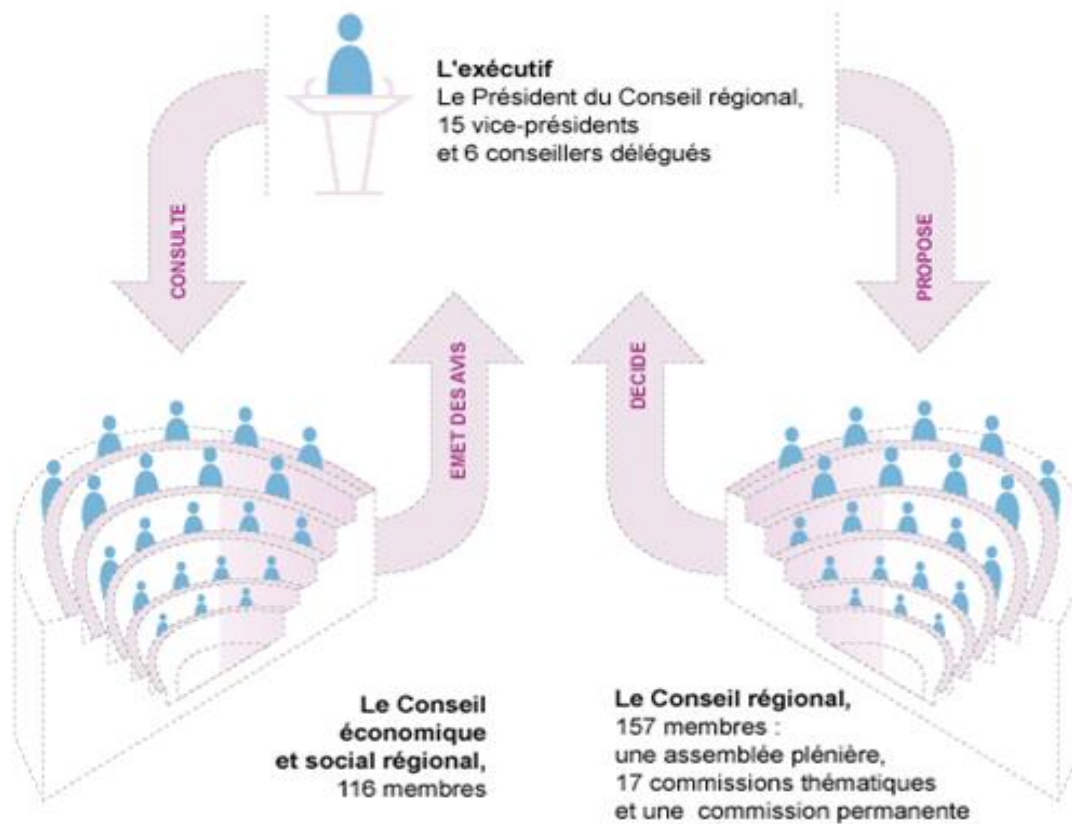 L'exécutif
Le Président du Conseil régional,
15 vice-présidents
et 6 conseillers délégués
CONSULTE
PROPOSE
EMET DES AVIS
DECIDE
Le Conseil
économique
et social régional,
116 membres
Le Conseil régional,
157 membres :
une assemblée plénière,
17 commissions thématiques
et une commission permanente